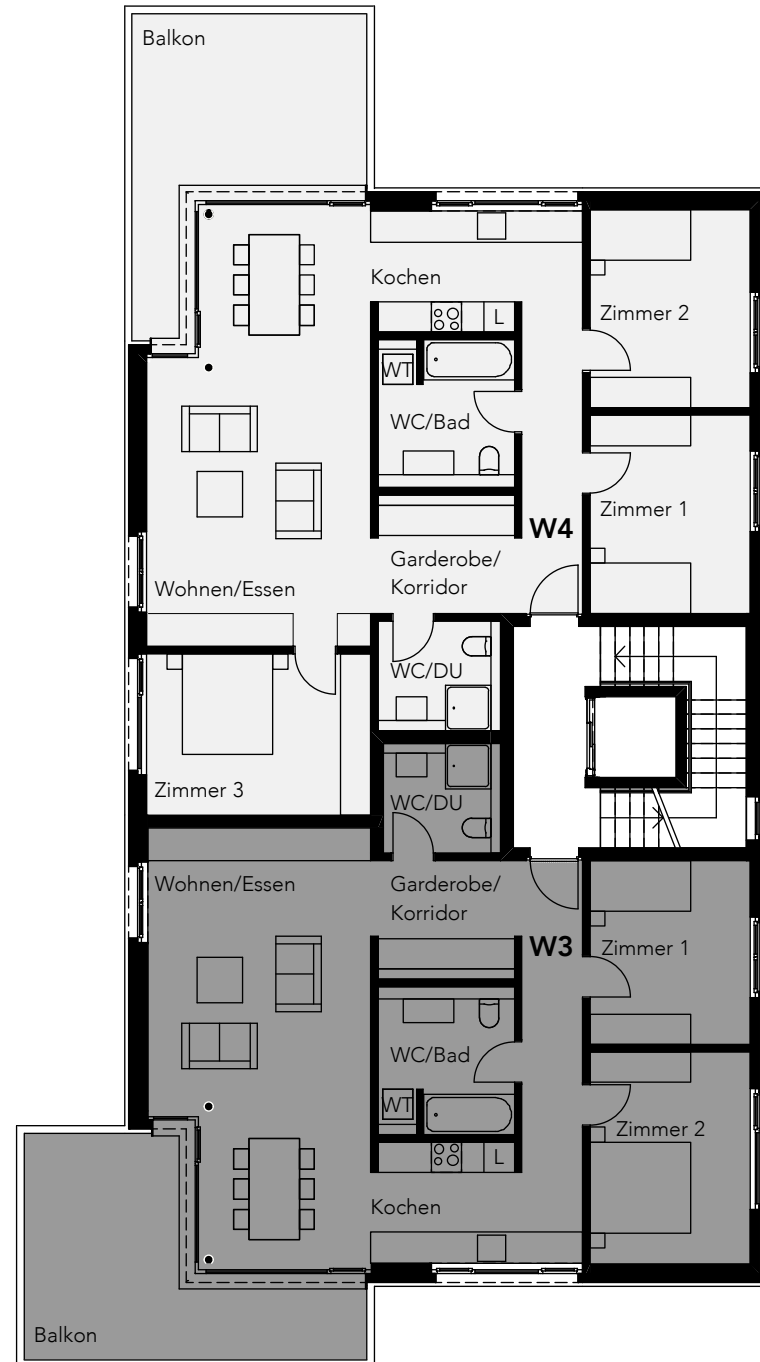 Balkon
Kochen
Zimmer 2
L
WT
WC/Bad
Zimmer 1
W4
Garderobe/
Korridor
Wohnen/Essen
WC/DU
Zimmer 3
WC/DU
Wohnen/Essen
Garderobe/
Korridor
W3
Zimmer 1
WC/Bad
WT
Zimmer 2
L
Kochen
Balkon